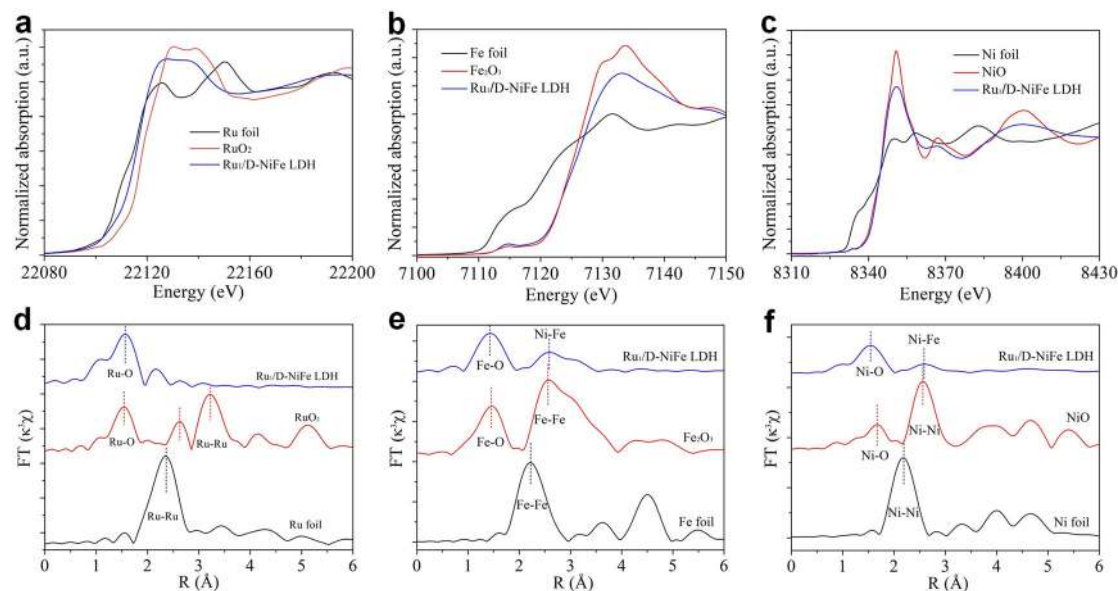 a
Normalized absorption (a.u.)
Ru foil
RuO₂
Ru₁/D-NiFe LDH
22080 22120 22160 22200
Energy (eV)
b
Normalized absorption (a.u.)
Fe foil
Fe₂O₃
Ru₁/D-NiFe LDH
7100 7110 7120 7130 7140 7150
Energy (eV)
c
Normalized absorption (a.u.)
Ni foil
NiO
Ru₁/D-NiFe LDH
8310 8340 8370 8400 8430
Energy (eV)
d
FT (κ³χ)
Ru-O
Ru₁/D-NiFe LDH
RuO₂
Ru-O
Ru-Ru
Ru-Ru
Ru foil
0 1 2 3 4 5 6
R (Å)
e
FT (κ³χ)
Ni-Fe
Fe-O
Ru₁/D-NiFe LDH
Fe-Fe
Fe-O
Fe₂O₃
Fe-Fe
Fe foil
0 1 2 3 4 5 6
R (Å)
f
FT (κ³χ)
Ni-Fe
Ru₁/D-NiFe LDH
Ni-O
NiO
Ni-Ni
Ni-O
Ni-Ni
Ni foil
0 1 2 3 4 5 6
R (Å)